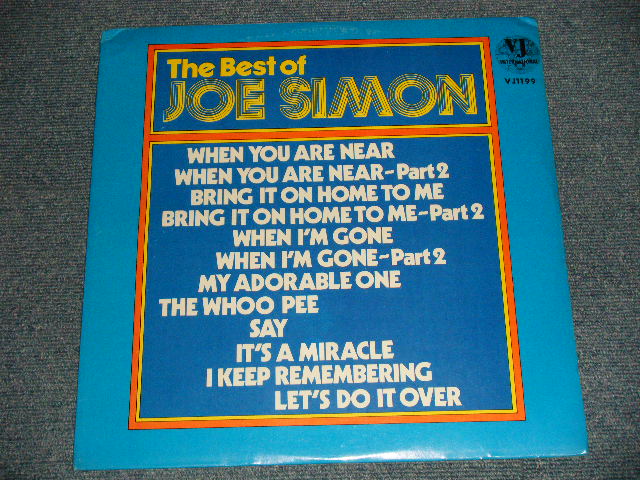 The Best of
JOE SIMON
VJ
VJ1199
WHEN YOU ARE NEAR
WHEN YOU ARE NEAR~Part 2
BRING IT ON HOME TO ME
BRING IT ON HOME TO ME~Part 2
WHEN I'M GONE
WHEN I'M GONE~Part 2
MY ADORABLE ONE
THE WHOO PEE
SAY
IT'S A MIRACLE
I KEEP REMEMBERING
LET'S DO IT OVER